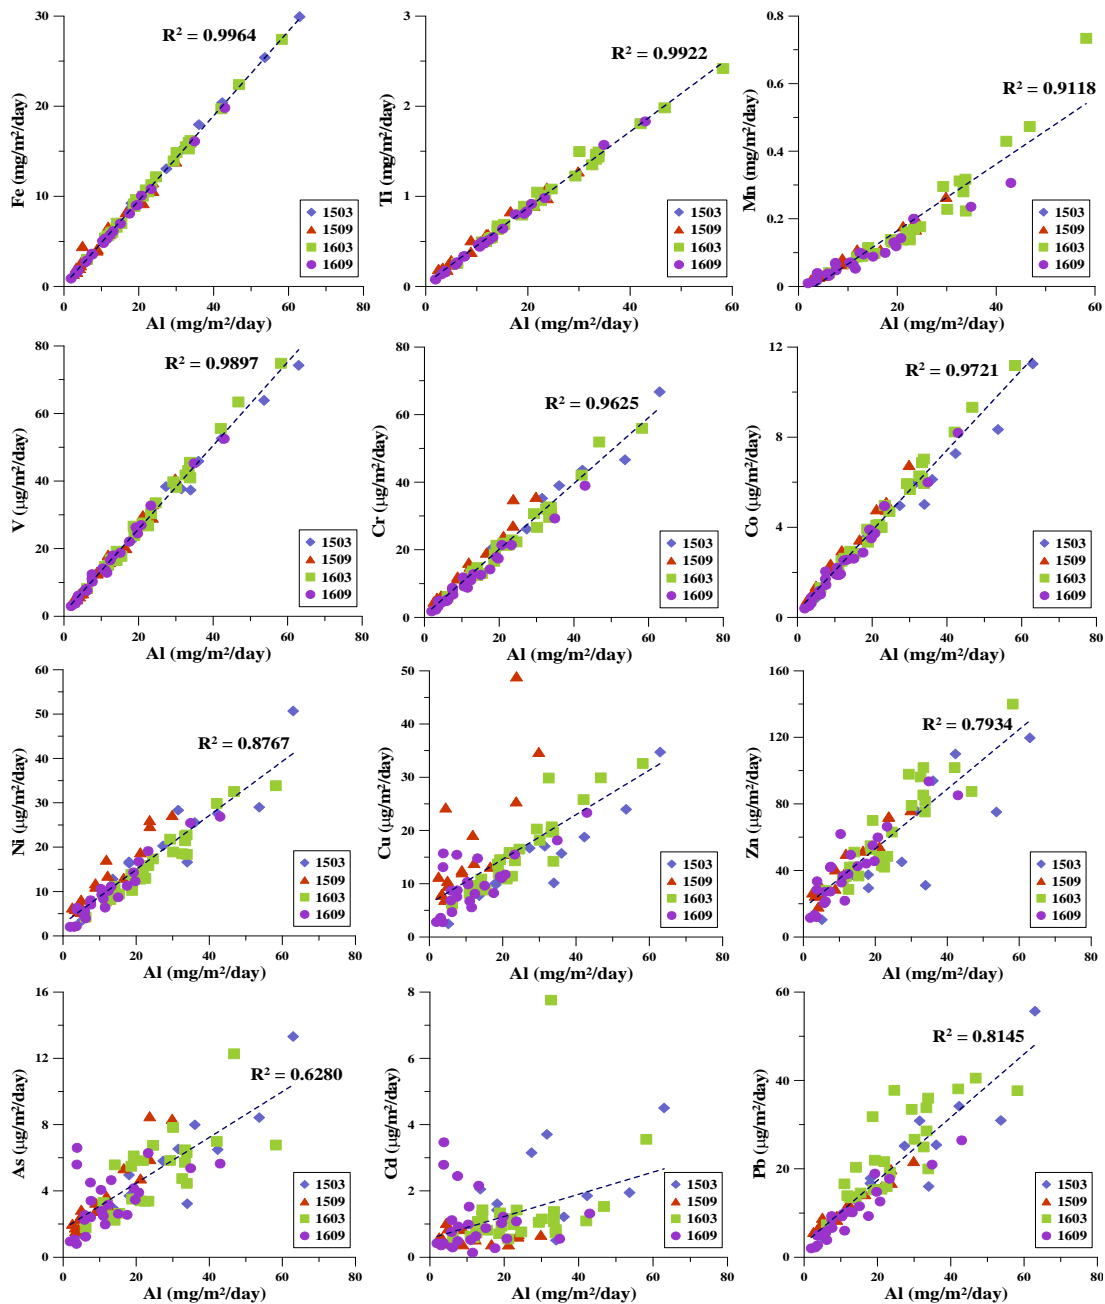 Fe (mg/m²/day)
30
20
10
0
R² = 0.9964
1503
1509
1603
1609
0 20 40 60 80
Al (mg/m²/day)
Ti (mg/m²/day)
3
2
1
0
R² = 0.9922
1503
1509
1603
1609
0 20 40 60
Al (mg/m²/day)
Mn (mg/m²/day)
0.8
0.6
0.4
0.2
0
R² = 0.9118
1503
1509
1603
1609
0 20 40 60
Al (mg/m²/day)
V (µg/m²/day)
80
60
40
20
0
R² = 0.9897
1503
1509
1603
1609
0 20 40 60 80
Al (mg/m²/day)
Cr (µg/m²/day)
80
60
40
20
0
R² = 0.9625
1503
1509
1603
1609
0 20 40 60 80
Al (mg/m²/day)
Co (µg/m²/day)
12
8
4
0
R² = 0.9721
1503
1509
1603
1609
0 20 40 60 80
Al (mg/m²/day)
Ni (µg/m²/day)
60
50
40
30
20
10
0
R² = 0.8767
1503
1509
1603
1609
0 20 40 60 80
Al (mg/m²/day)
Cu (µg/m²/day)
50
40
30
20
10
0
1503
1509
1603
1609
0 20 40 60 80
Al (mg/m²/day)
Zn (µg/m²/day)
160
120
80
40
0
R² = 0.7934
1503
1509
1603
1609
0 20 40 60 80
Al (mg/m²/day)
As (µg/m²/day)
16
12
8
4
0
R² = 0.6280
1503
1509
1603
1609
0 20 40 60 80
Al (mg/m²/day)
Cd (µg/m²/day)
8
6
4
2
0
1503
1509
1603
1609
0 20 40 60 80
Al (mg/m²/day)
Pb (µg/m²/day)
60
40
20
0
R² = 0.8145
1503
1509
1603
1609
0 20 40 60 80
Al (mg/m²/day)